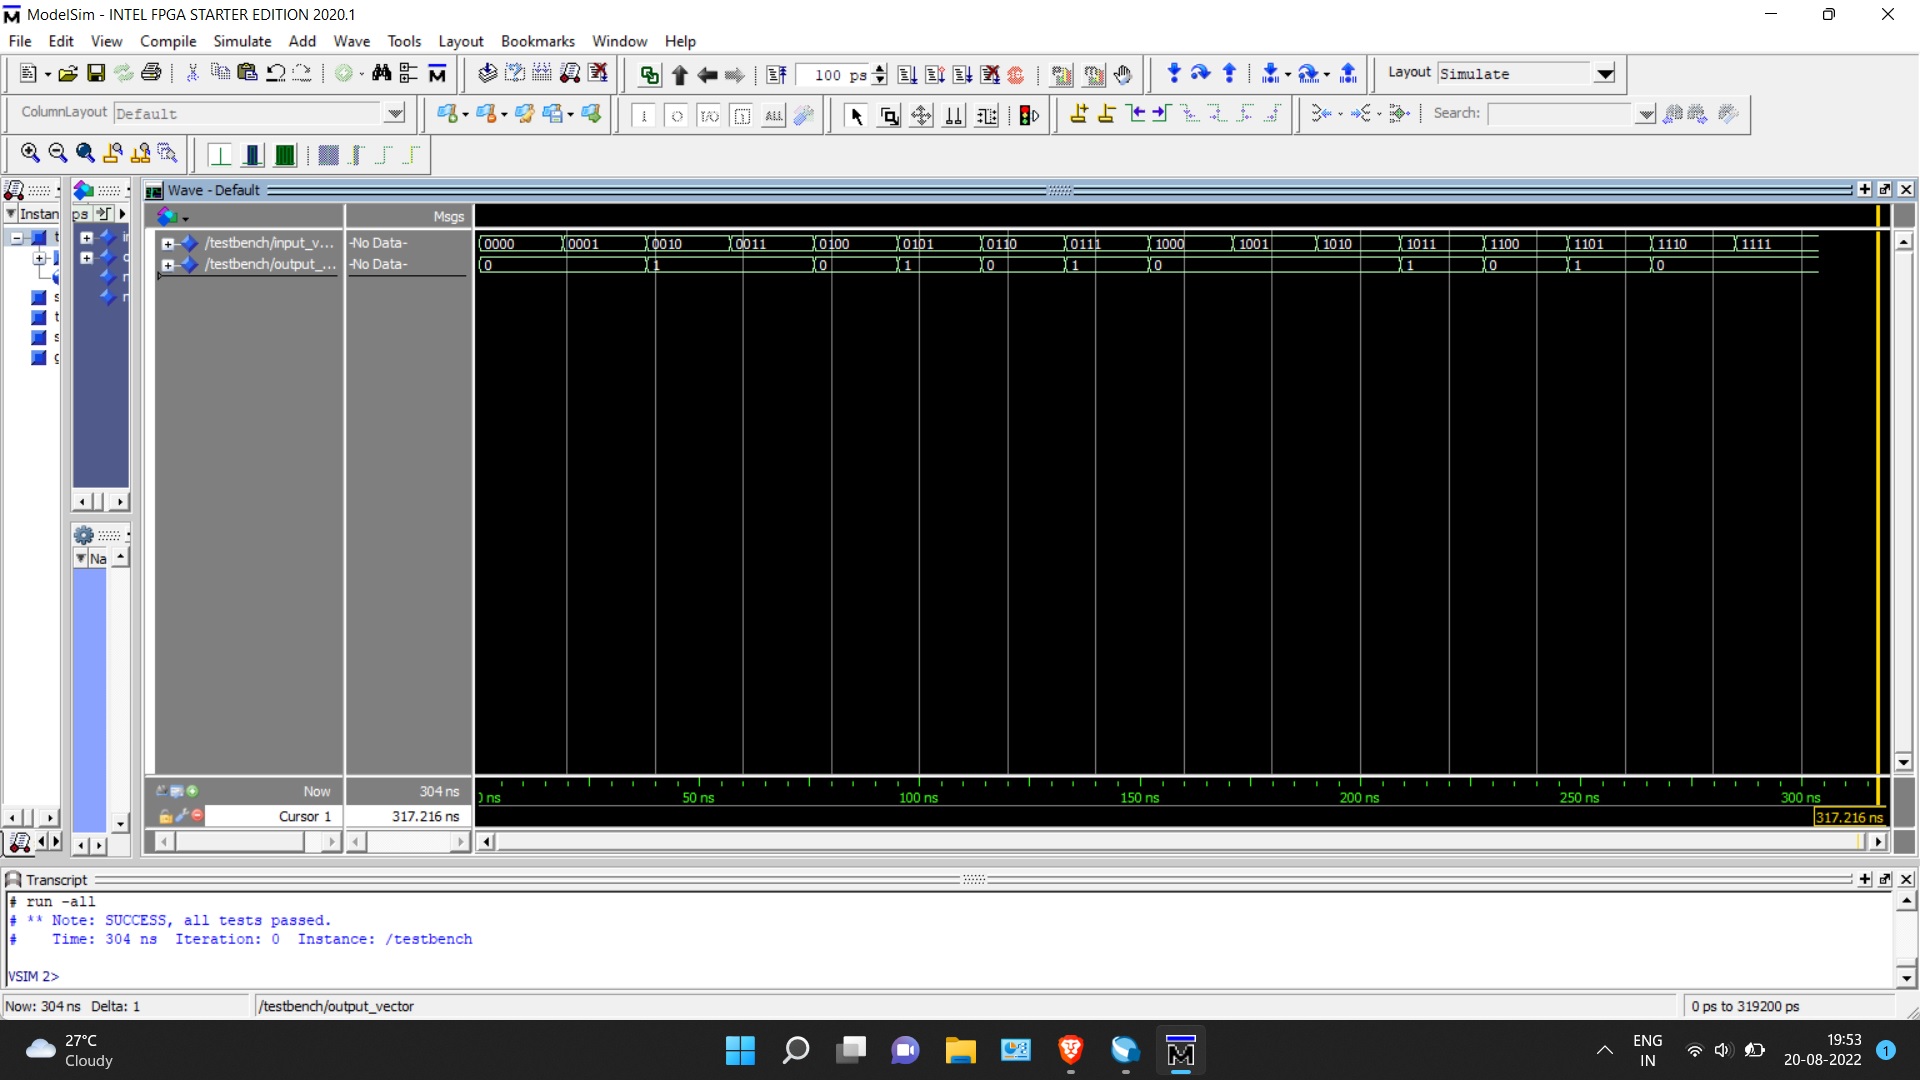 ModelSim - INTEL FPGA STARTER EDITION 2020.1
File Edit View Compile Simulate Add Wave Tools Layout Bookmarks Window Help
100 ps
Layout Simulate
ColumnLayout Default
ALL
Search:
Wave - Default
Instan
ps
Msgs
/testbench/input_v... -No Data- 0000 0001 0010 0011 0100 0101 0110 0111 1000 1001 1010 1011 1100 1101 1110 1111
/testbench/output_... -No Data- 0 1 0 1 0 1 0 1 0 1 0
Na
Now 304 ns
50 ns 100 ns 150 ns 200 ns 250 ns 300 ns
Cursor 1 317.216 ns 317.216 ns
Transcript
# run -all
# ** Note: SUCCESS, all tests passed.
# Time: 304 ns Iteration: 0 Instance: /testbench
VSIM 2>
Now: 304 ns Delta: 1 /testbench/output_vector 0 ps to 319200 ps
27°C
Cloudy
ENG
IN
19:53
20-08-2022
1